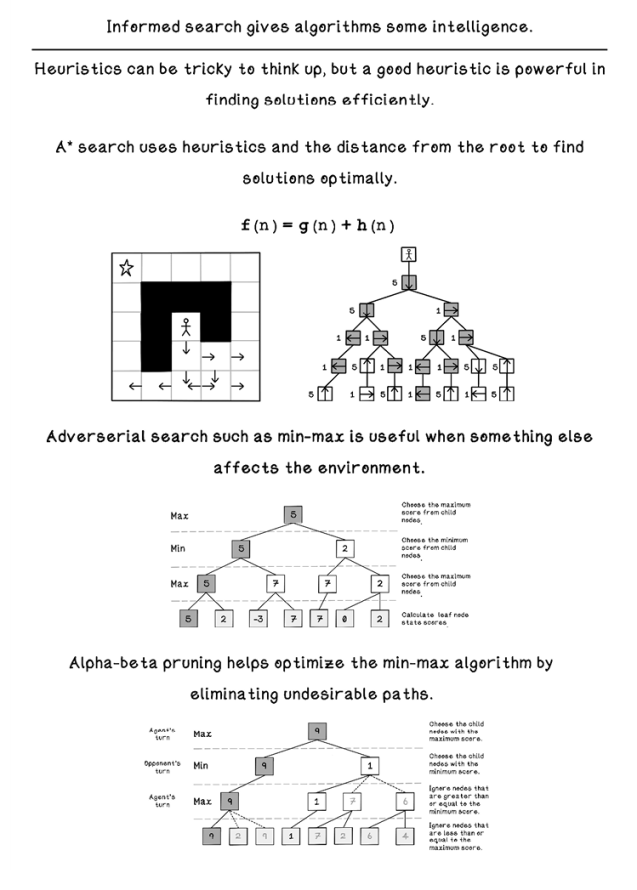 Informed search gives algorithms some intelligence.
Heuristics can be tricky to think up, but a good heuristic is powerful in
finding solutions efficiently.
A* search uses heuristics and the distance from the root to find
solutions optimally.
f(n) = g(n) + h(n)
5
5 1
1 1 5 1
1 5 1 1 1 5 5
5 1 5 1 5 1 5
Adverserial search such as min-max is useful when something else
affects the environment.
Max 5 Choose the maximum
score from child
nodes.
Min 5 2 Choose the minimum
score from child
nodes.
Max 5 7 7 2 Choose the maximum
score from child
nodes.
5 2 -3 7 7 0 2 Calculate leaf node
state scores
Alpha-beta pruning helps optimize the min-max algorithm by
eliminating undesirable paths.
Agent's
turn
Max 9 Choose the child
nodes with the
maximum score.
Opponent's
turn
Min 9 1 Choose the child
nodes with the
minimum score.
Agent's
turn
Max 9 1 7 6 Ignore nodes that
are greater than
or equal to the
minimum score.
9 2 9 1 7 2 6 4 Ignore nodes that
are less than or
equal to the
maximum score.